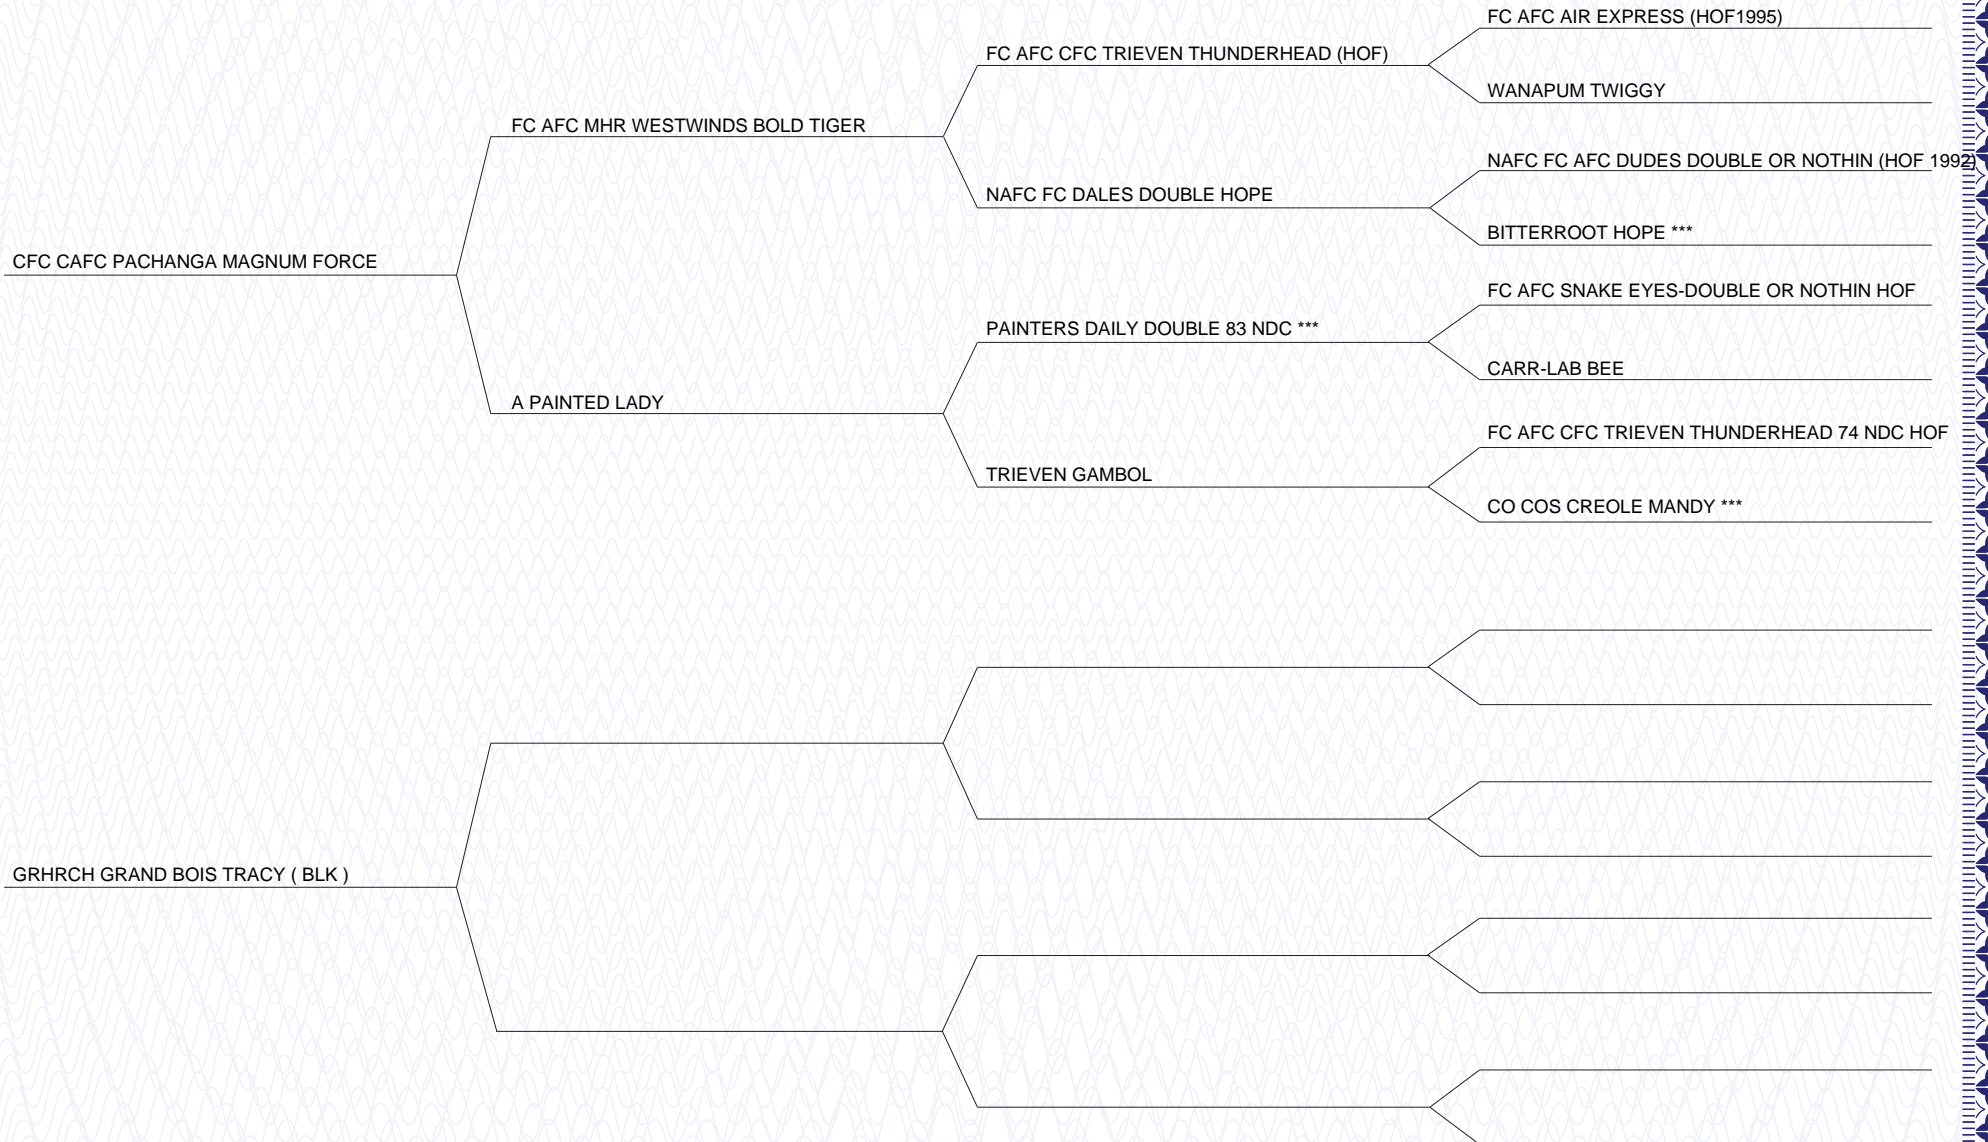 FC AFC AIR EXPRESS (HOF1995)
FC AFC CFC TRIEVEN THUNDERHEAD (HOF)
WANAPUM TWIGGY
FC AFC MHR WESTWINDS BOLD TIGER
NAFC FC AFC DUDES DOUBLE OR NOTHIN (HOF 1992)
NAFC FC DALES DOUBLE HOPE
BITTERROOT HOPE ***
CFC CAFC PACHANGA MAGNUM FORCE
FC AFC SNAKE EYES-DOUBLE OR NOTHIN HOF
PAINTERS DAILY DOUBLE 83 NDC ***
CARR-LAB BEE
A PAINTED LADY
FC AFC CFC TRIEVEN THUNDERHEAD 74 NDC HOF
TRIEVEN GAMBOL
CO COS CREOLE MANDY ***
GRHRCH GRAND BOIS TRACY ( BLK )